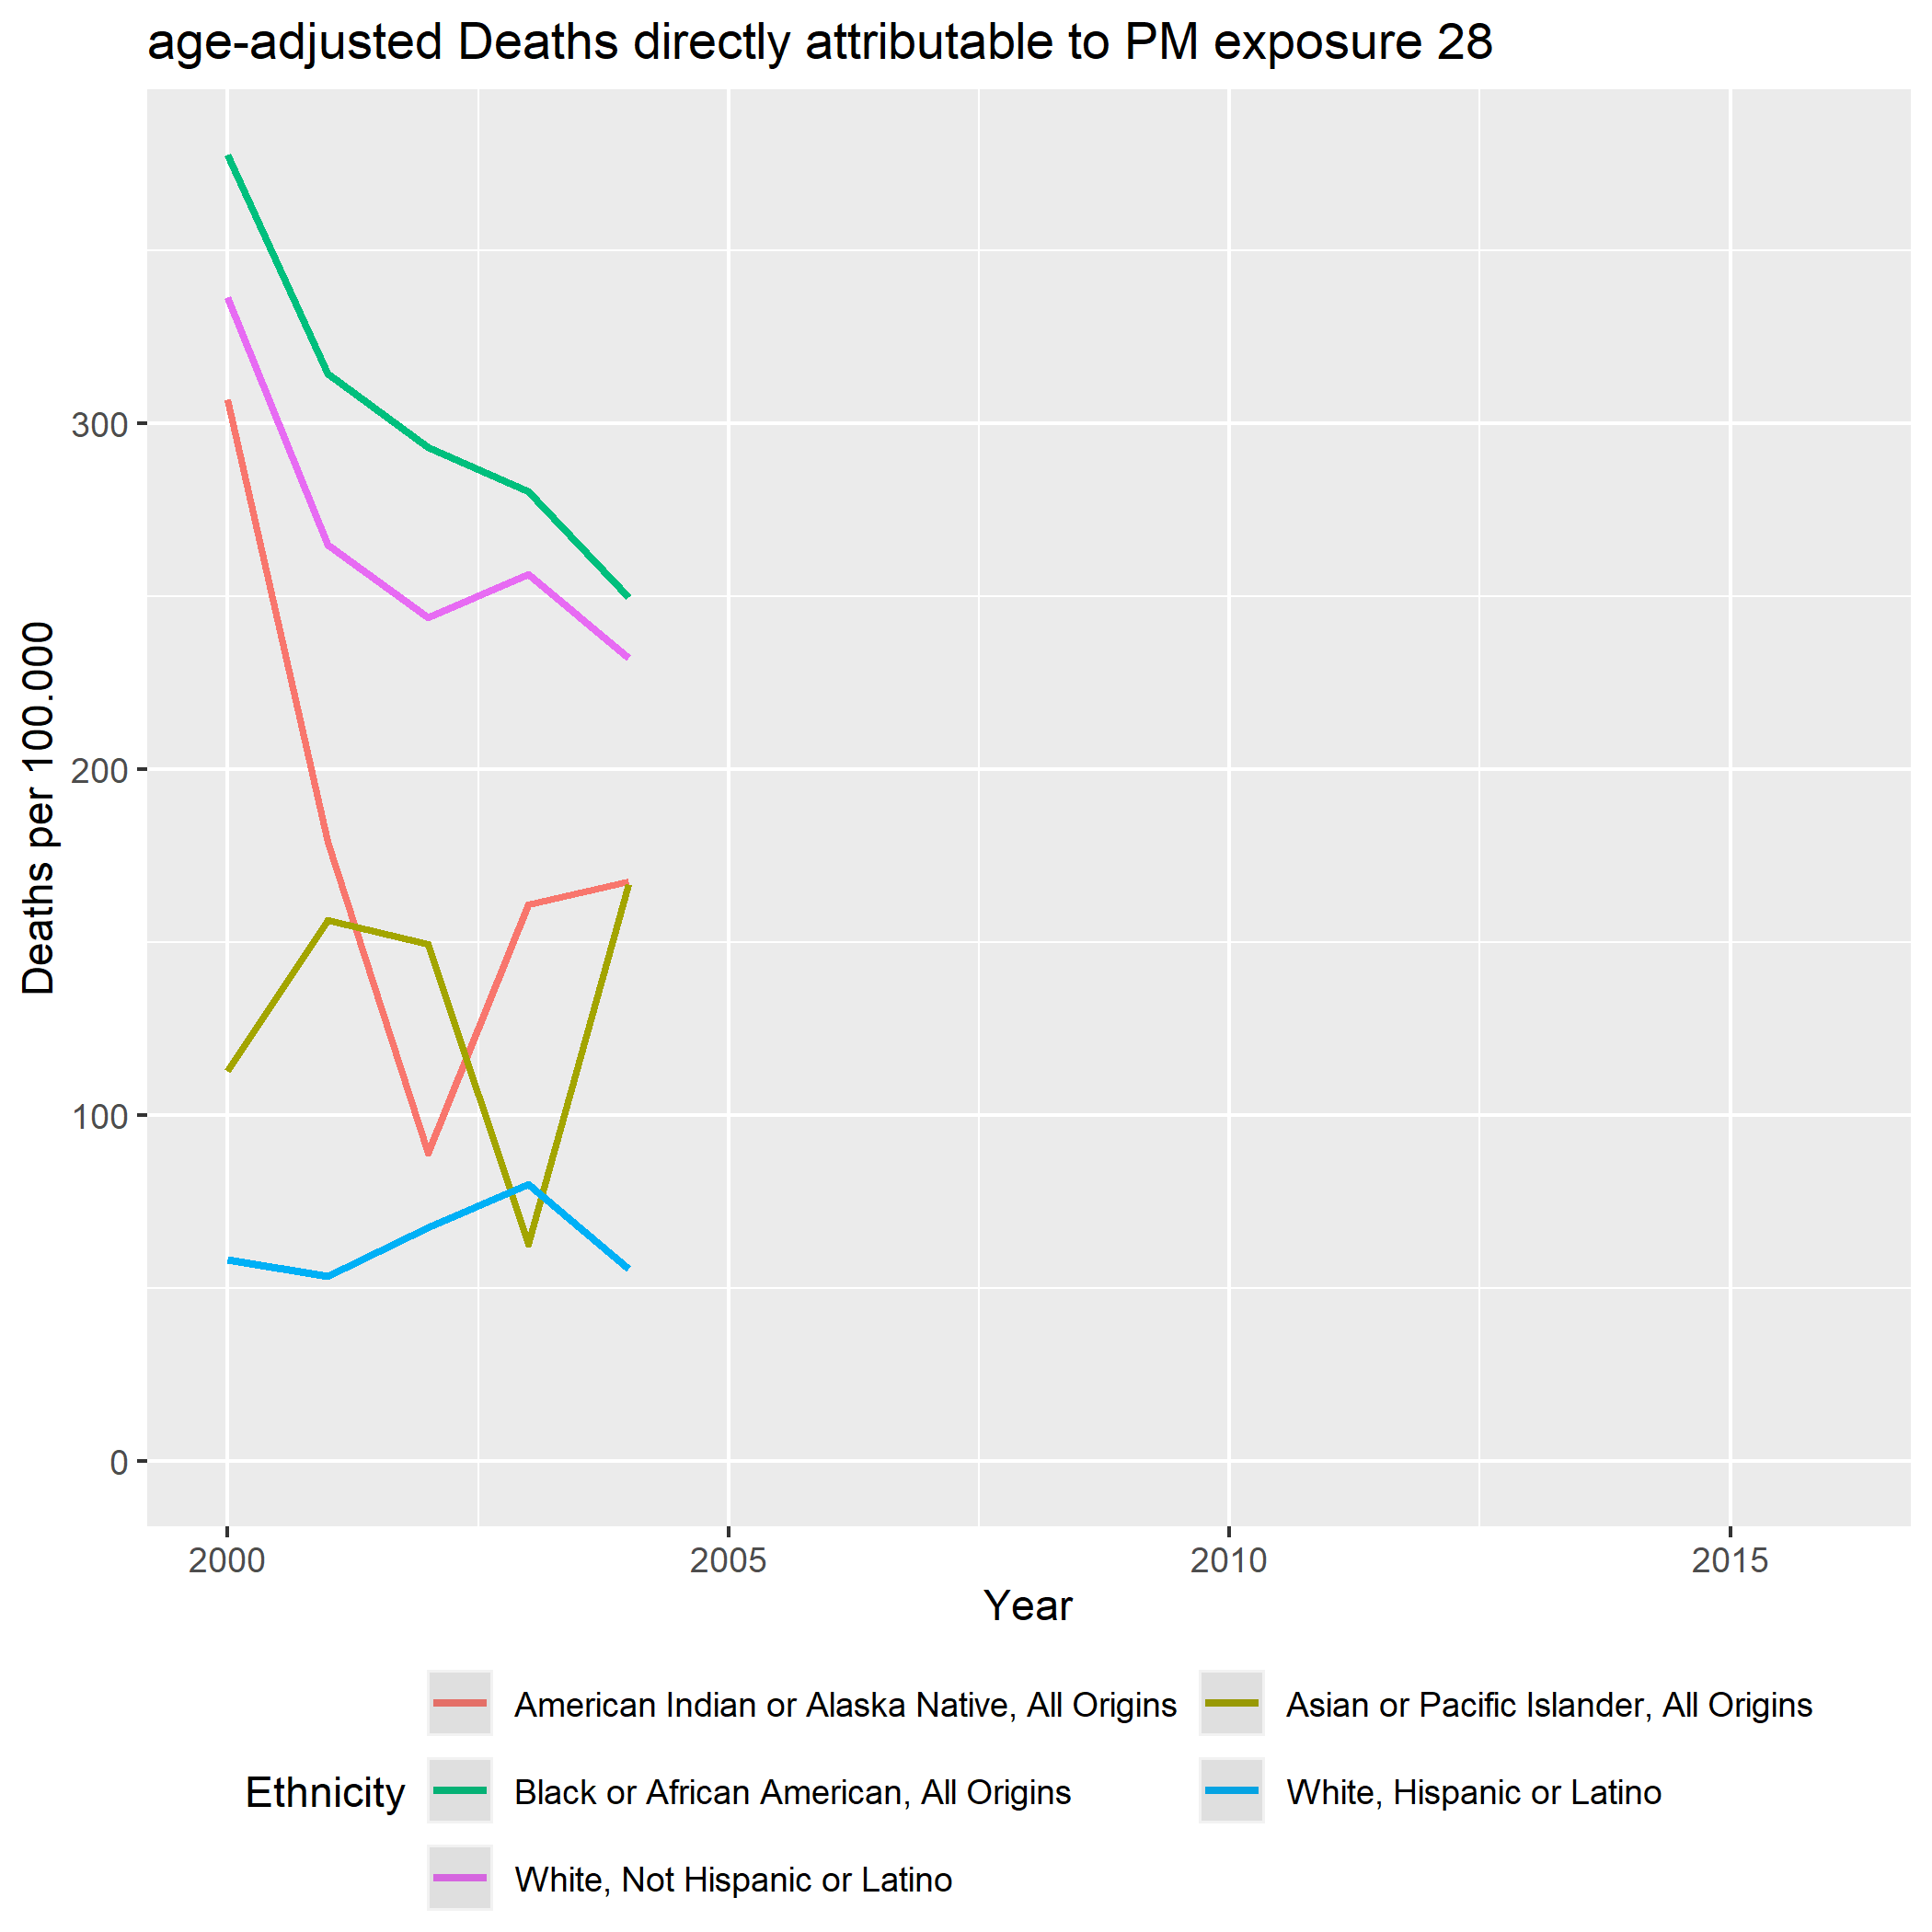 age-adjusted Deaths directly attributable to PM exposure 28
Deaths per 100.000
300
200
100
0
2000
2005
2010
2015
Year
Ethnicity
American Indian or Alaska Native, All Origins
Asian or Pacific Islander, All Origins
Black or African American, All Origins
White, Hispanic or Latino
White, Not Hispanic or Latino